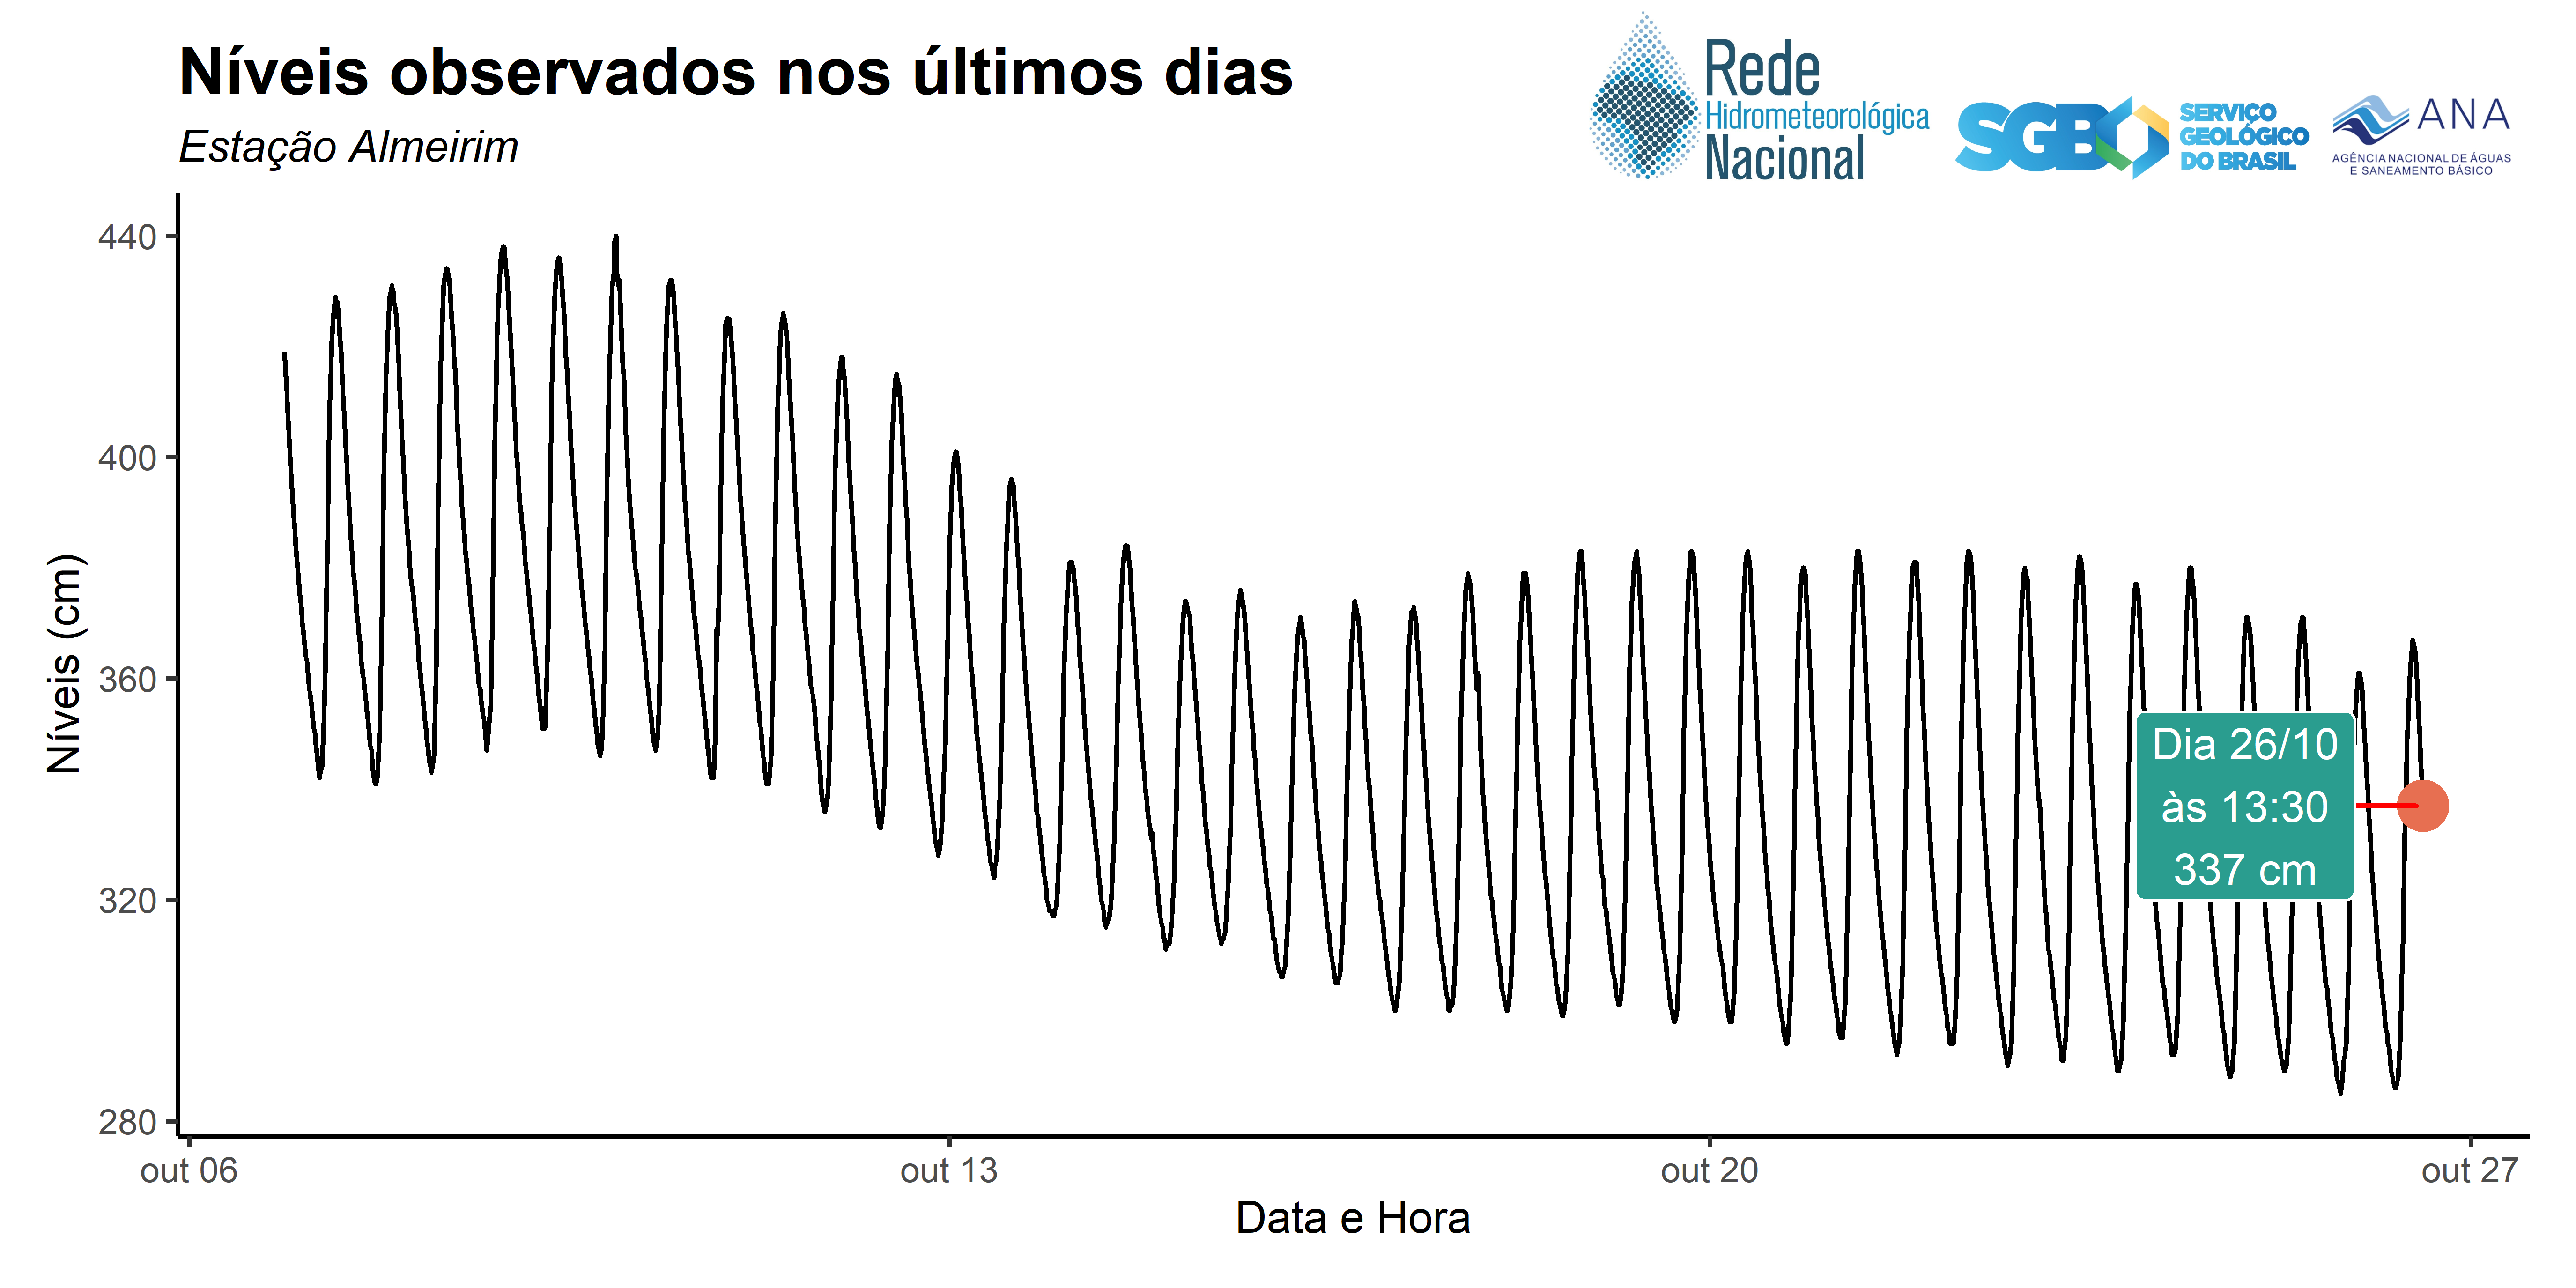 Níveis observados nos últimos dias
Estação Almeirim
Rede
Hidrometeorológica
Nacional
SGB
SERVIÇO
GEOLÓGICO
DO BRASIL
ANA
AGÊNCIA NACIONAL DE ÁGUAS
E SANEAMENTO BÁSICO
Níveis (cm)
440
400
360
320
280
Dia 26/10
às 13:30
337 cm
out 06
out 13
out 20
out 27
Data e Hora